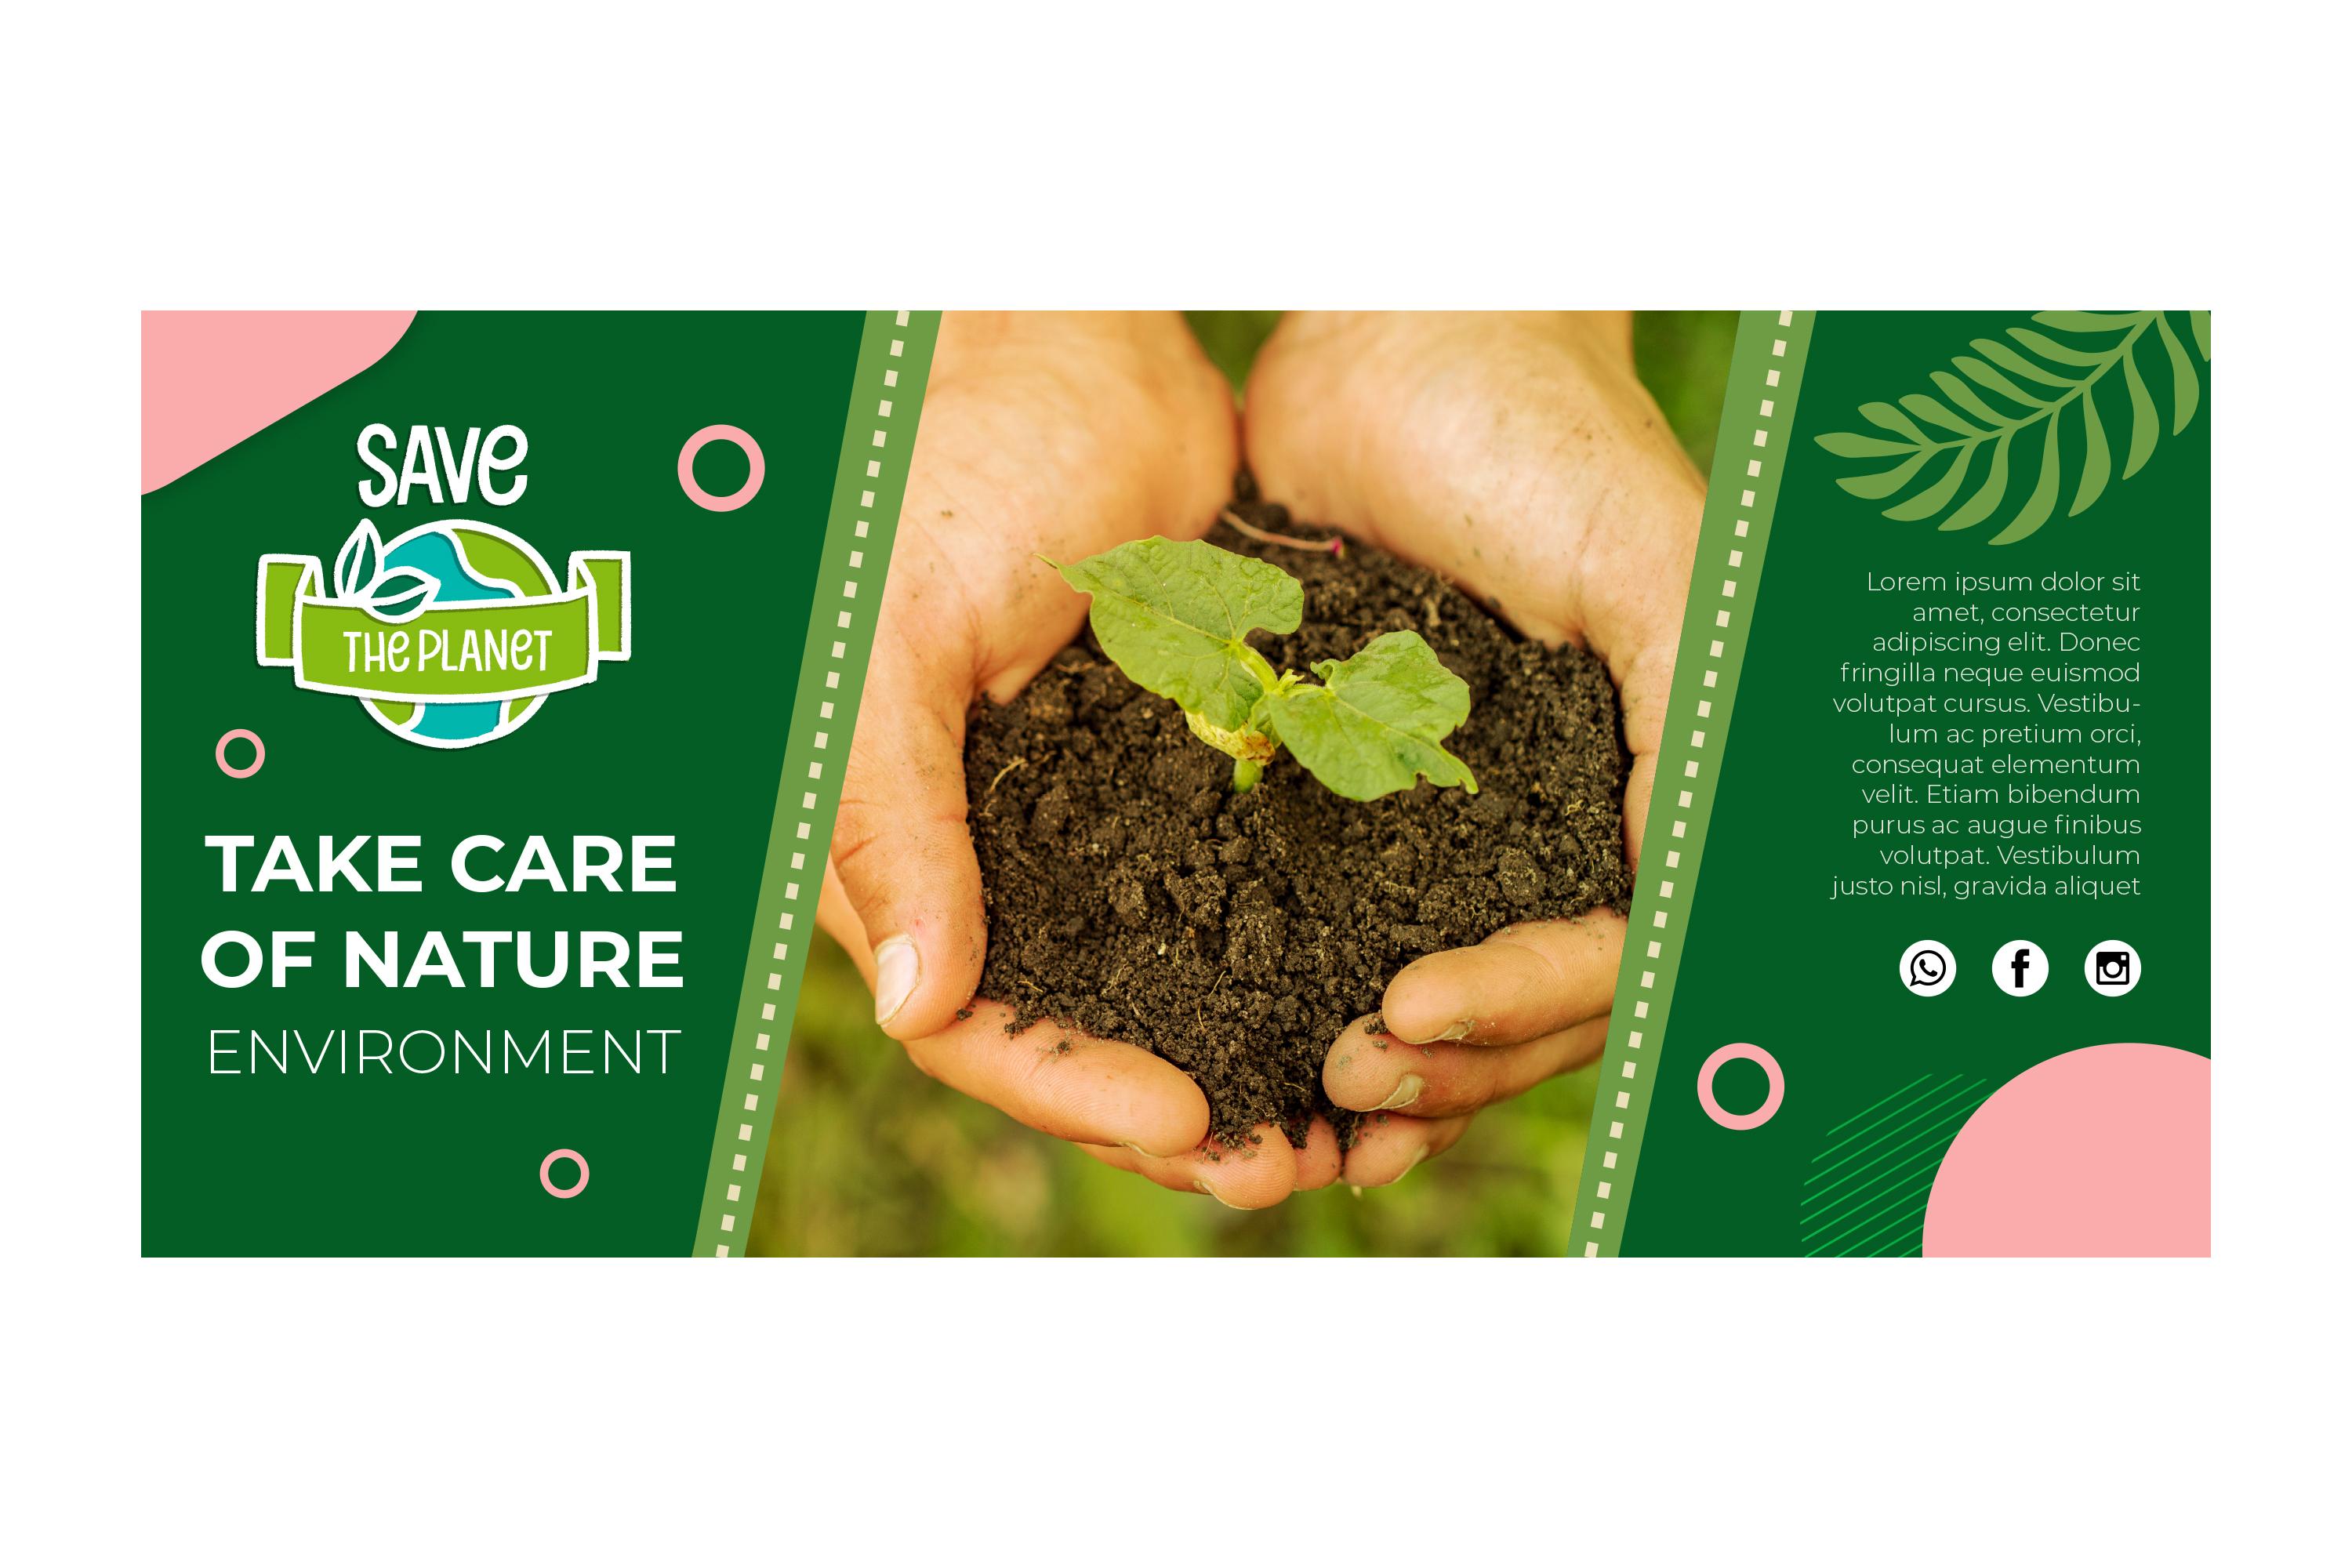 SAVe
THe PLANeT
TAKE CARE
OF NATURE
ENVIRONMENT
Lorem ipsum dolor sit
amet, consectetur
adipiscing elit. Donec
fringilla neque euismod
volutpat cursus. Vestibu-
lum ac pretium orci,
consequat elementum
velit. Etiam bibendum
purus ac augue finibus
volutpat. Vestibulum
justo nisl, gravida aliquet